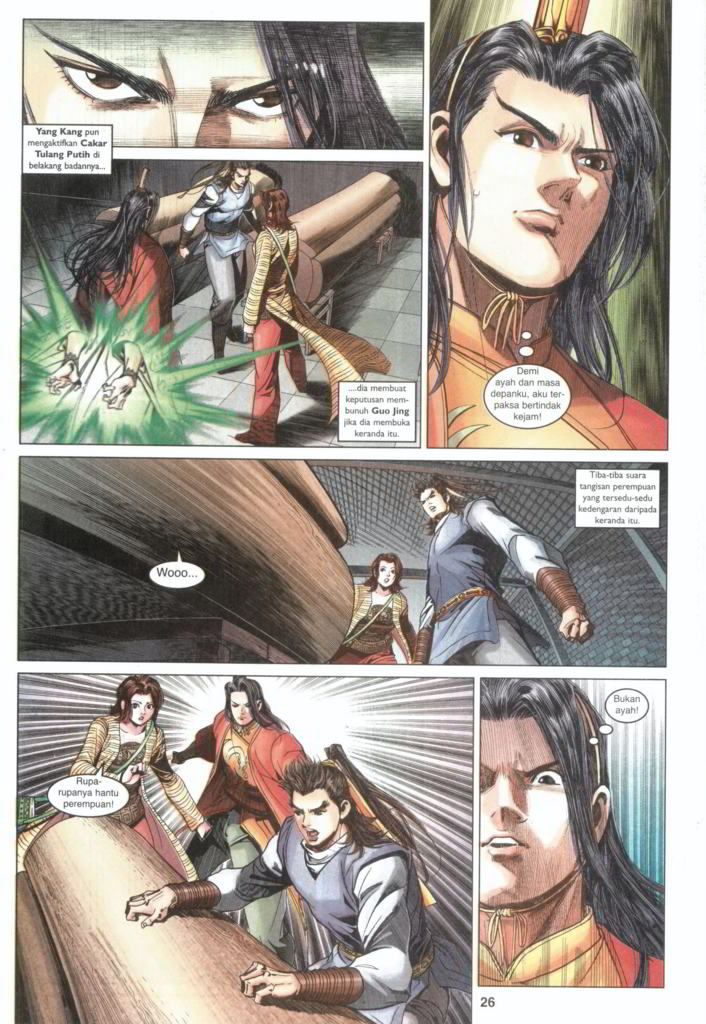 Yang Kang pun
mengaktifkan Cakar
Tulang Putih di
belakang badannya...
....dia membuat
keputusan mem-
bunuh Guo Jing
jika dia membuka
keranda itu.
Demi
ayah dan masa
depanku, aku ter-
paksa bertindak
kejam!
Tiba-tiba suara
tangisan perempuan
yang tersedu-sedu
kedengaran daripada
keranda itu.
Wooo...
Rupa-
rupanya hantu
perempuan!
Bukan
ayah!
26